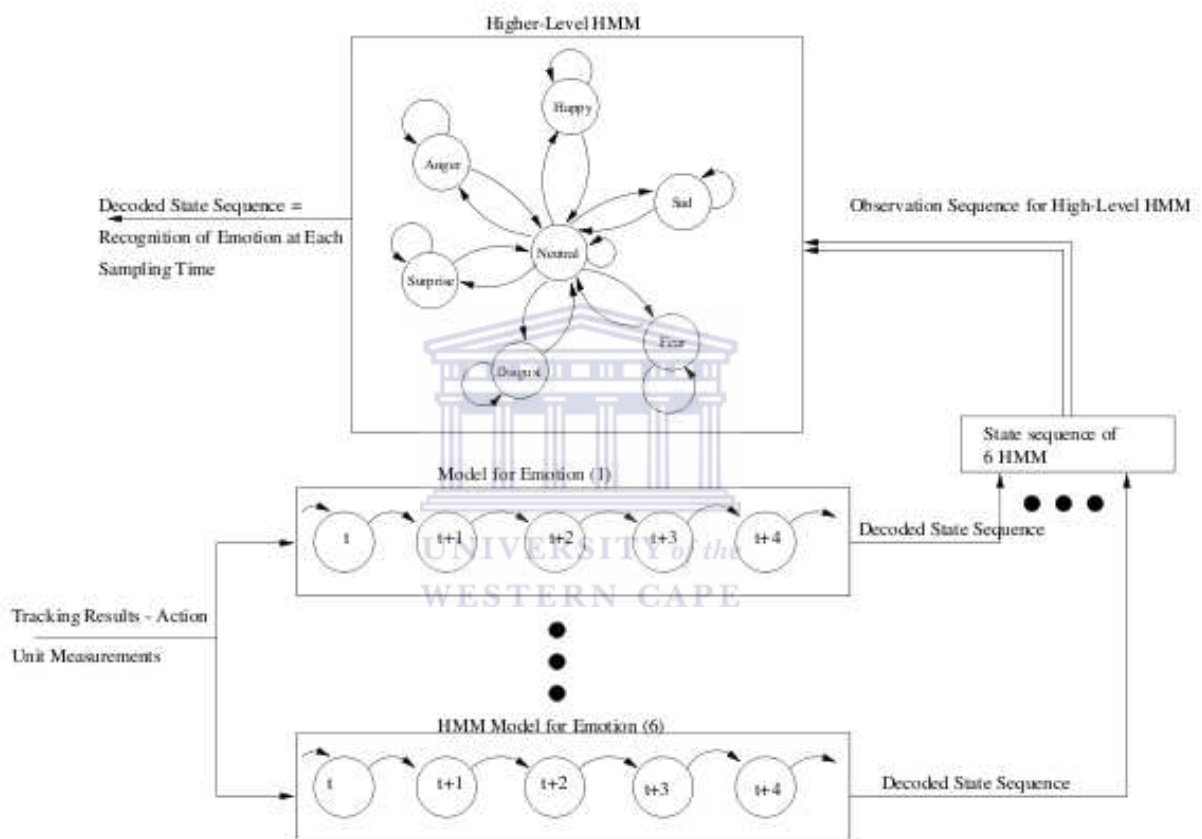 Higher-Level HMM
Happy
Anger
Sad
Neutral
Surprise
Fear
Disgust
Decoded State Sequence =
Recognition of Emotion at Each
Sampling Time
Observation Sequence for High-Level HMM
State sequence of
6 HMM
Model for Emotion (1)
t t+1 t+2 t+3 t+4
Decoded State Sequence
UNIVERSITY of the
WESTERN CAPE
Tracking Results - Action
Unit Measurements
HMM Model for Emotion (6)
t t+1 t+2 t+3 t+4
Decoded State Sequence